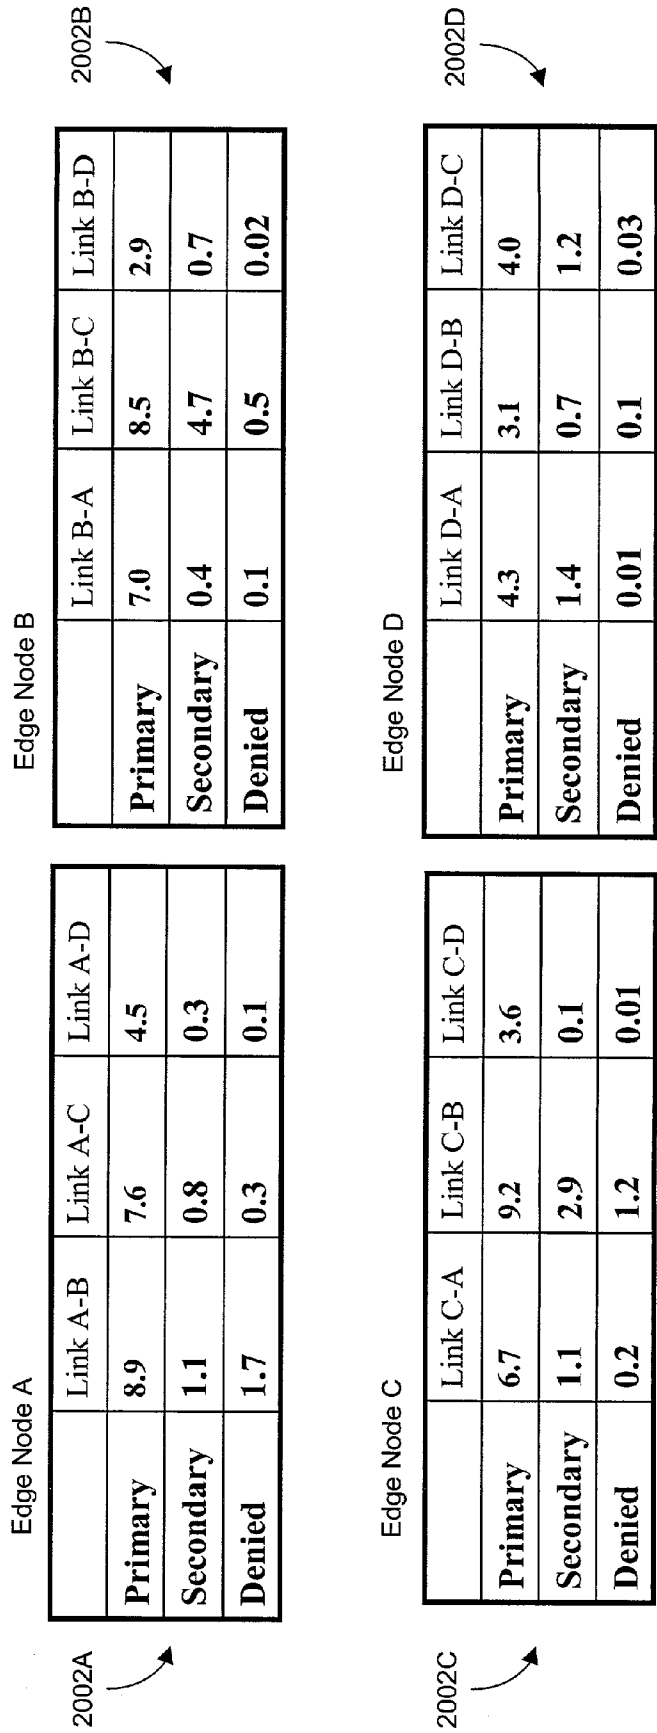 2002A
Edge Node A
Link A-B Link A-C Link A-D
Primary 8.9 7.6 4.5
Secondary 1.1 0.8 0.3
Denied 1.7 0.3 0.1
Edge Node B
2002B
Link B-A Link B-C Link B-D
Primary 7.0 8.5 2.9
Secondary 0.4 4.7 0.7
Denied 0.1 0.5 0.02
2002C
Edge Node C
Link C-A Link C-B Link C-D
Primary 6.7 9.2 3.6
Secondary 1.1 2.9 0.1
Denied 0.2 1.2 0.01
Edge Node D
2002D
Link D-A Link D-B Link D-C
Primary 4.3 3.1 4.0
Secondary 1.4 0.7 1.2
Denied 0.01 0.1 0.03